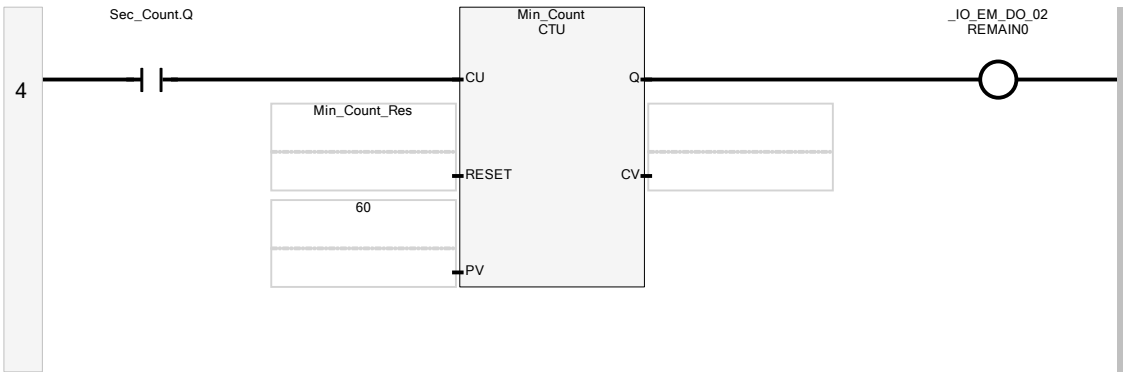 Sec_Count.Q
Min_Count
CTU
_IO_EM_DO_02
REMAIN0
4
CU
Q
Min_Count_Res
RESET
CV
60
PV